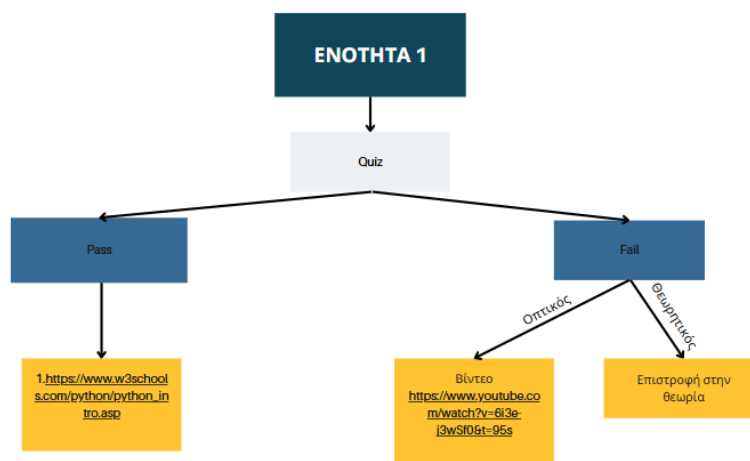 ΕΝΟΤΗΤΑ 1
Quiz
Pass
Fail
Οπτικός
Θεωρητικός
1.https://www.w3school
s.com/python/python_in
tro.asp
Βίντεο
https://www.youtube.co
m/watch?v=6i3e-
j3wSf0&t=95s
Επιστροφή στην
θεωρία